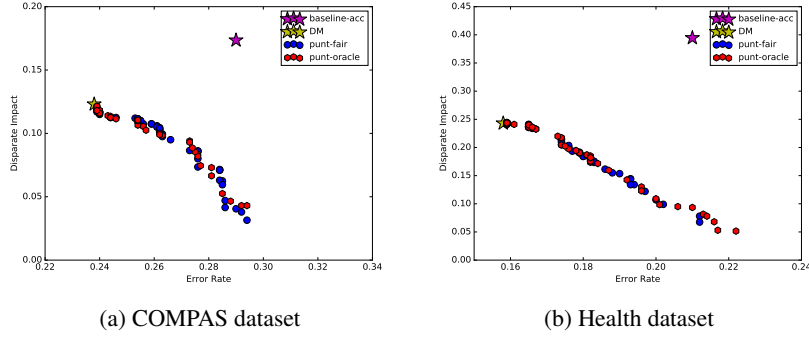 0.20
0.15
0.10
0.05
0.00
Disparate Impact
0.22 0.24 0.26 0.28 0.30 0.32 0.34
Error Rate
baseline-acc
DM
punt-fair
punt-oracle
(a) COMPAS dataset
0.45
0.40
0.35
0.30
0.25
0.20
0.15
0.10
0.05
0.00
Disparate Impact
0.16 0.18 0.20 0.22 0.24
Error Rate
baseline-acc
DM
punt-fair
punt-oracle
(b) Health dataset